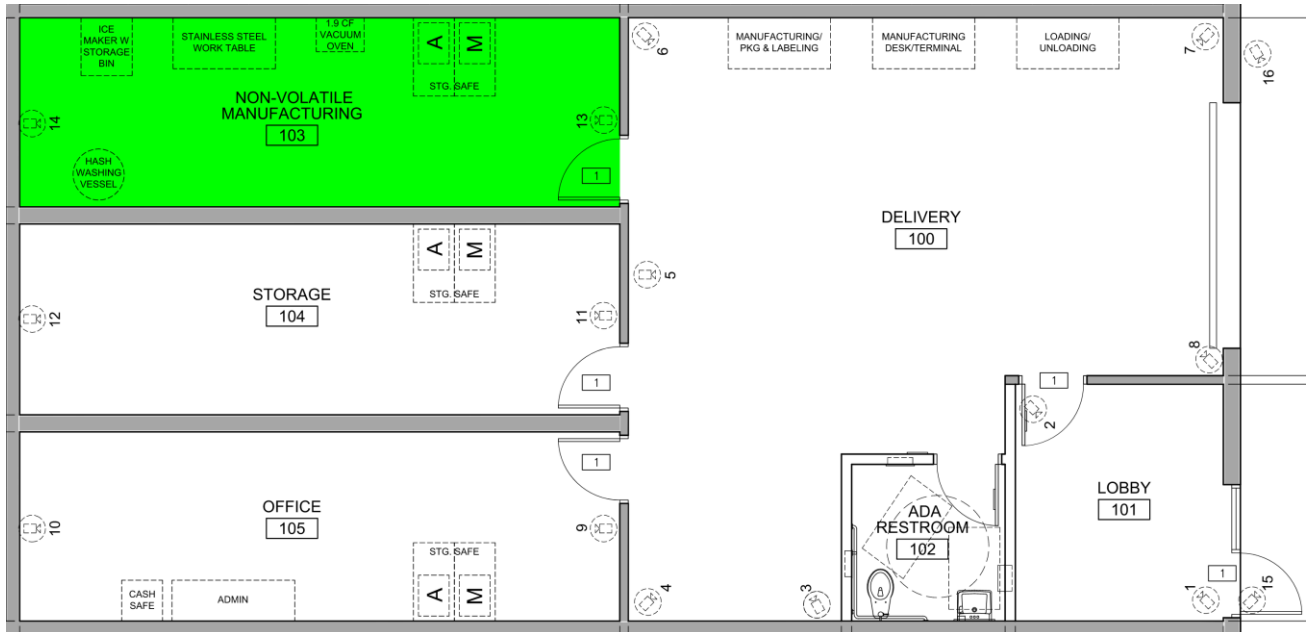 ICE
MAKER W
STORAGE
BIN
STAINLESS STEEL
WORK TABLE
1.9 CF
VACUUM
OVEN
A
M
STG. SAFE
NON-VOLATILE
MANUFACTURING
103
14
13
HASH
WASHING
VESSEL
1
6
MANUFACTURING/
PKG & LABELING
MANUFACTURING
DESK/TERMINAL
LOADING/
UNLOADING
7
16
DELIVERY
100
5
8
A
M
STG. SAFE
STORAGE
104
12
11
1
1
2
1
OFFICE
105
10
9
STG. SAFE
A
M
CASH
SAFE
ADMIN
4
3
ADA
RESTROOM
102
LOBBY
101
1
1
15